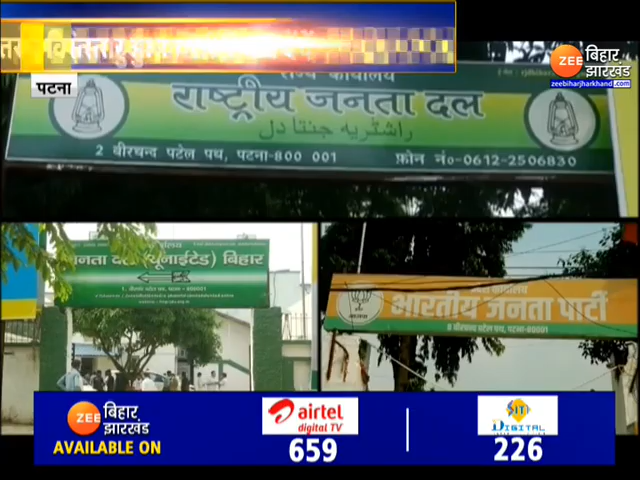 ZEE बिहार झारखंड
zeebiharjharkhand.com
पटना
राज्य कार्यालय
राष्ट्रीय जनता दल
راشٹریہ جنتا دل
2 बीरचन्द पटेल पथ, पटना-800 001 फ़ोन नं०-0612-2506830
जनता दल (यूनाईटेड) बिहार
भारतीय जनता पार्टी
भाजपा
ZEE बिहार झारखंड
AVAILABLE ON
airtel
digital TV
659
SITI
DIGITAL
226